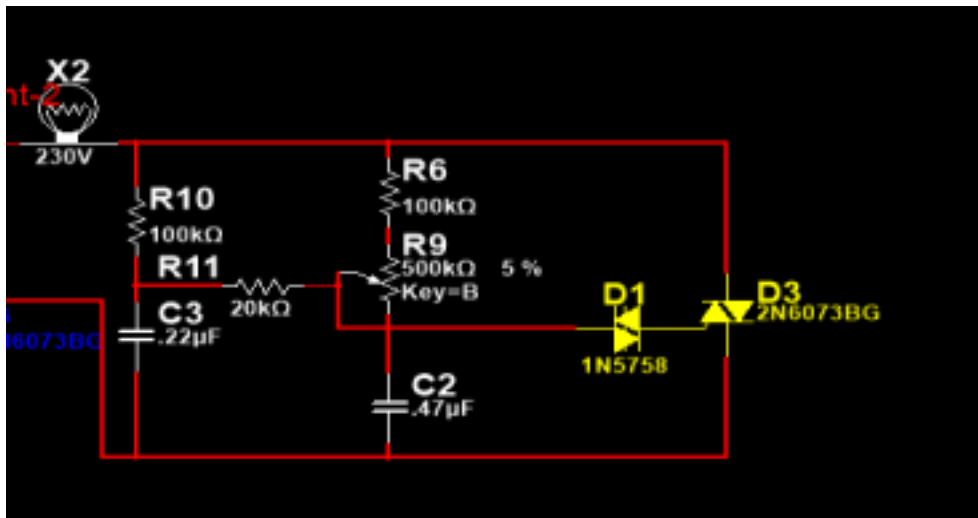 X2
nt-2
230V
R6
100kΩ
R10
100kΩ
R9
500kΩ 5 %
Key=B
R11
20kΩ
C3
.22µF
D1
1N5758
D3
2N6073BG
6073BG
C2
.47µF